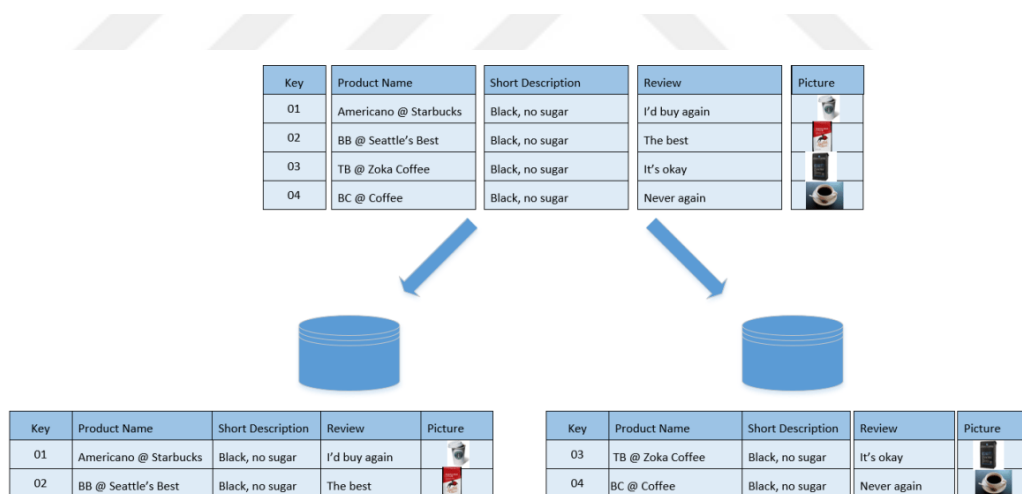 Key Product Name Short Description Review Picture
01 Americano @ Starbucks Black, no sugar I'd buy again
02 BB @ Seattle's Best Black, no sugar The best
03 TB @ Zoka Coffee Black, no sugar It's okay
04 BC @ Coffee Black, no sugar Never again
Key Product Name Short Description Review Picture
01 Americano @ Starbucks Black, no sugar I'd buy again
02 BB @ Seattle's Best Black, no sugar The best
Key Product Name Short Description Review Picture
03 TB @ Zoka Coffee Black, no sugar It's okay
04 BC @ Coffee Black, no sugar Never again